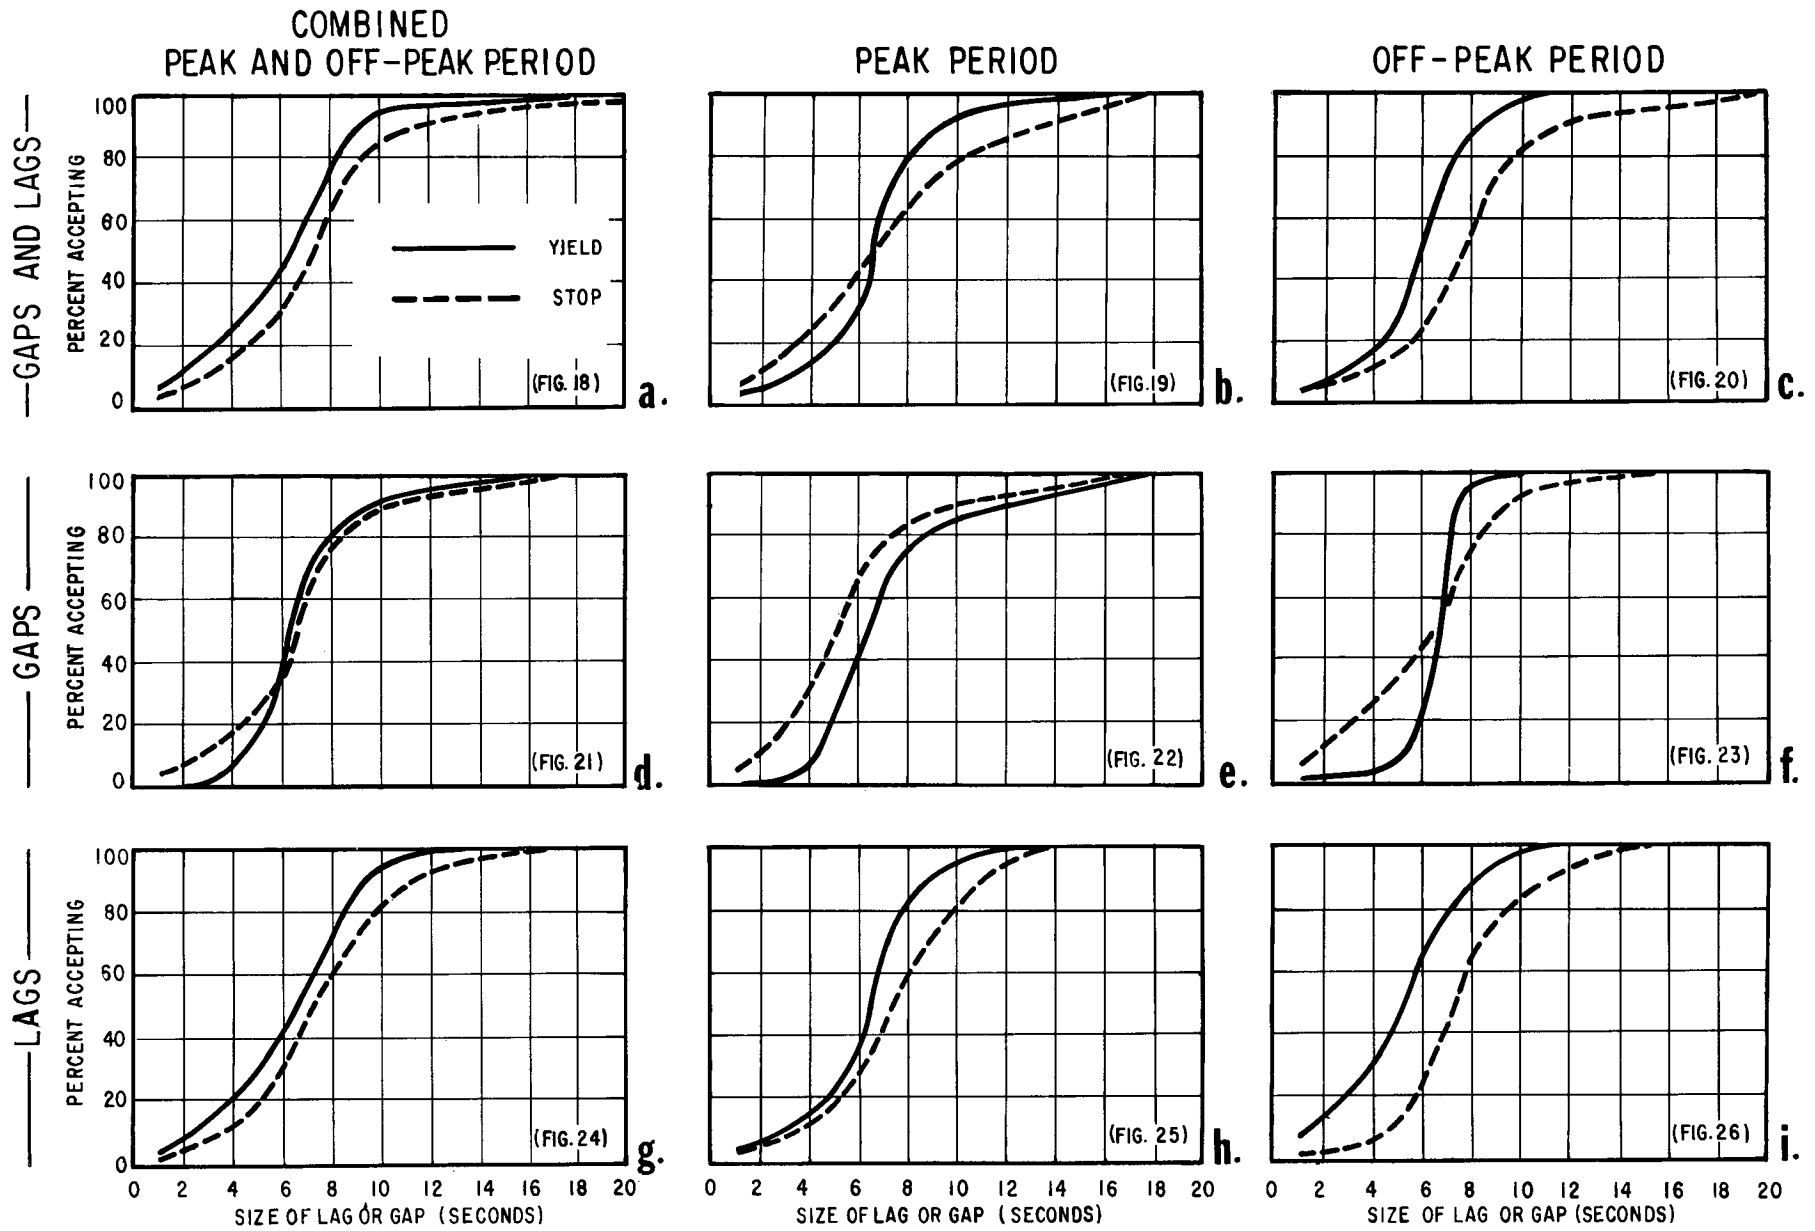 COMBINED
PEAK AND OFF-PEAK PERIOD
PEAK PERIOD
OFF-PEAK PERIOD
GAPS AND LAGS
PERCENT ACCEPTING
100
80
60
40
20
0
YIELD
STOP
(FIG. 18)
a.
(FIG. 19)
b.
(FIG. 20)
c.
GAPS
PERCENT ACCEPTING
100
80
60
40
20
0
(FIG. 21)
d.
(FIG. 22)
e.
(FIG. 23)
f.
LAGS
PERCENT ACCEPTING
100
80
60
40
20
0
(FIG. 24)
g.
(FIG. 25)
h.
(FIG. 26)
i.
0 2 4 6 8 10 12 14 16 18 20
SIZE OF LAG OR GAP (SECONDS)
0 2 4 6 8 10 12 14 16 18 20
SIZE OF LAG OR GAP (SECONDS)
0 2 4 6 8 10 12 14 16 18 20
SIZE OF LAG OR GAP (SECONDS)